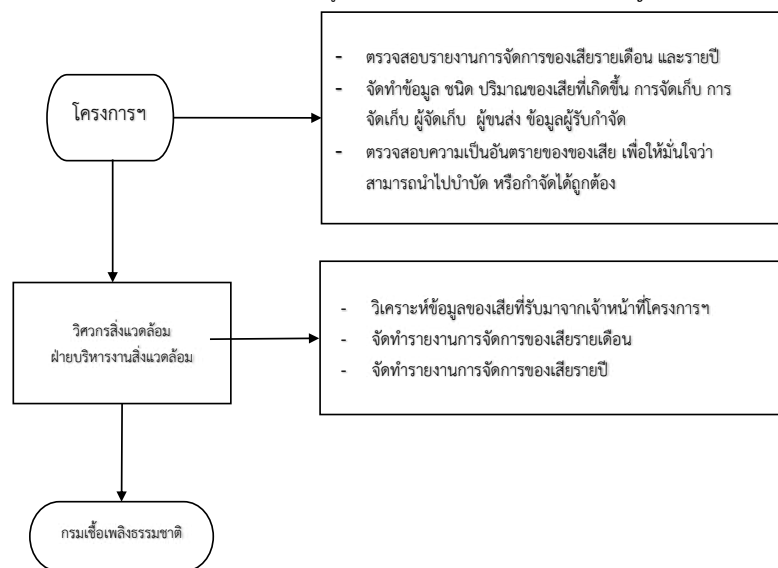 โครงการฯ
- ตรวจสอบรายงานการจัดการของเสียรายเดือน และรายปี
- จัดทำข้อมูล ชนิด ปริมาณของเสียที่เกิดขึ้น การจัดเก็บ การ
จัดเก็บ ผู้จัดเก็บ ผู้ขนส่ง ข้อมูลผู้รับกำจัด
- ตรวจสอบความเป็นอันตรายของของเสีย เพื่อให้มั่นใจว่า
สามารถนำไปบำบัด หรือกำจัดได้ถูกต้อง
วิศวกรสิ่งแวดล้อม
ฝ่ายบริหารงานสิ่งแวดล้อม
- วิเคราะห์ข้อมูลของเสียที่รับมาจากเจ้าหน้าที่โครงการฯ
- จัดทำรายงานการจัดการของเสียรายเดือน
- จัดทำรายงานการจัดการของเสียรายปี
กรมเชื้อเพลิงธรรมชาติ